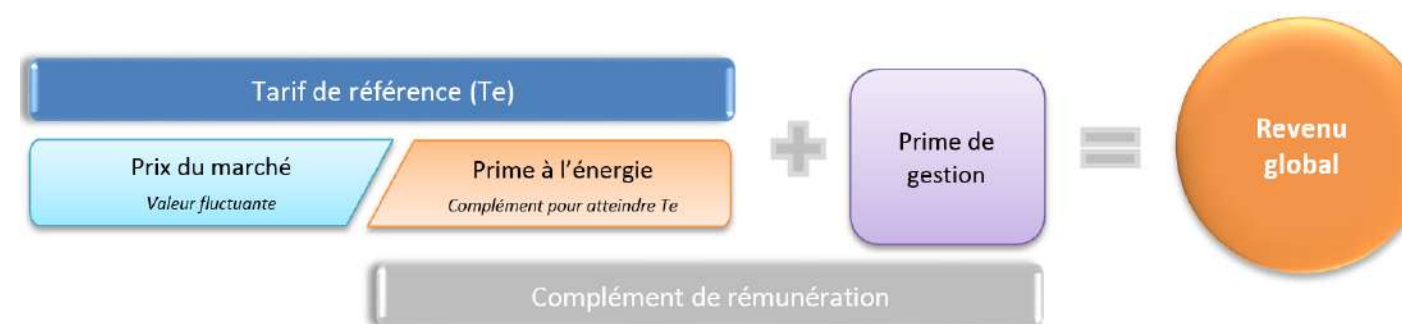 Tarif de référence (Te)
Prix du marché
Valeur fluctuante
Prime à l'énergie
Complément pour atteindre Te
Prime de
gestion
Revenu
global
Complément de rémunération